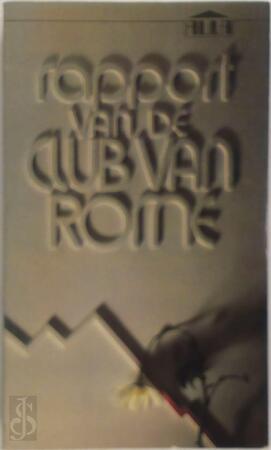 rapport
VAN DE
CLUB VAN
ROME